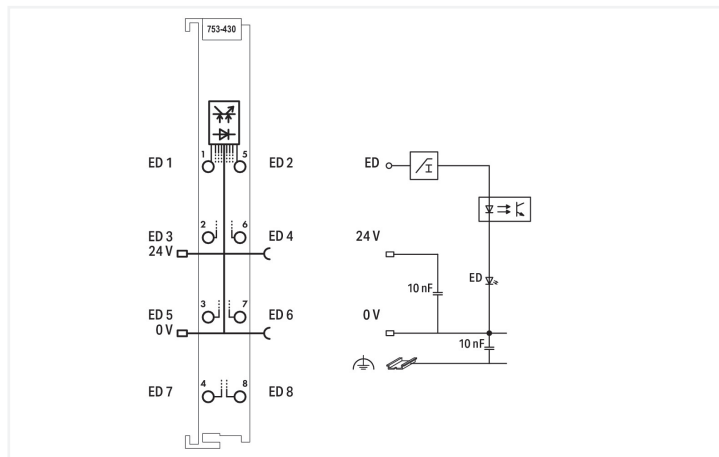 753-430
1 5
ED 1 ED 2 ED
2 6
ED 3 ED 4
24 V 24 V
10 nF ED
3 7
ED 5 ED 6
0 V 0 V
10 nF
4 8
ED 7 ED 8